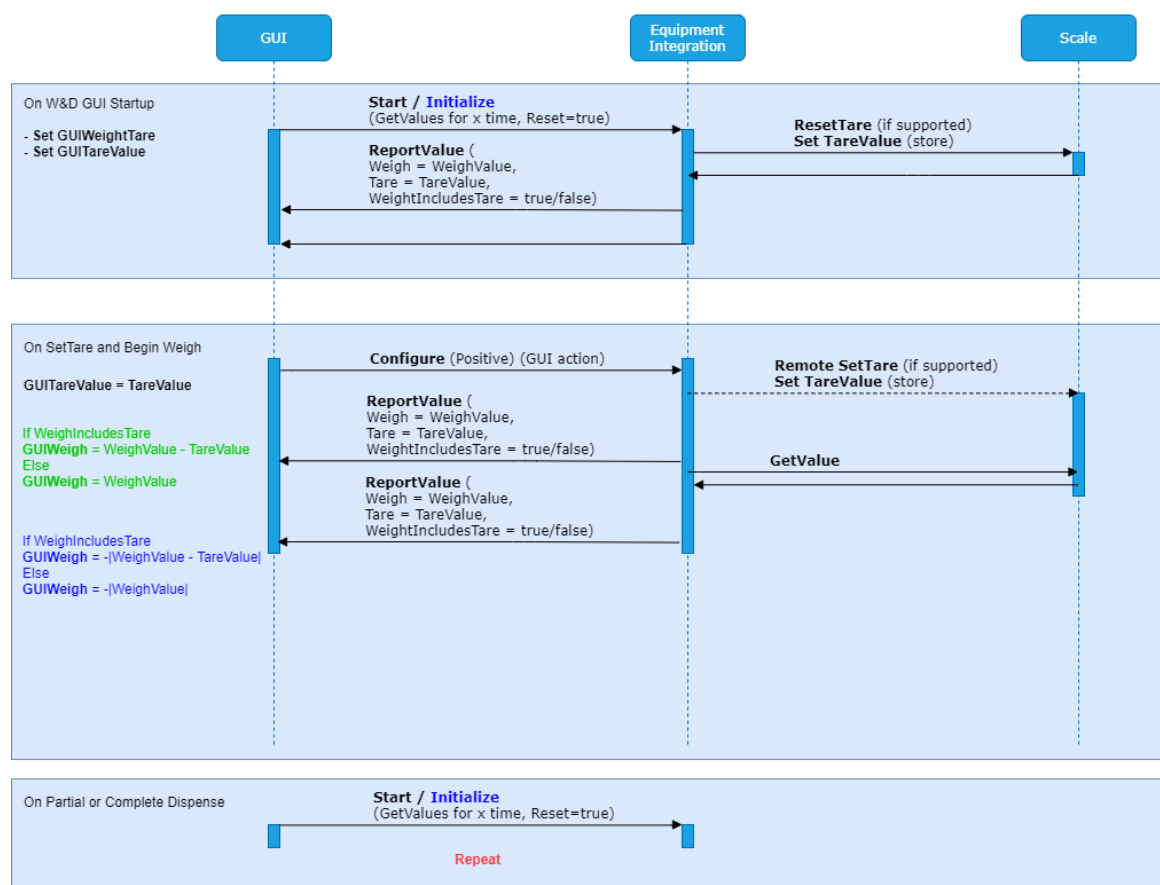 GUI
Equipment
Integration
Scale
On W&D GUI Startup
- Set GUIWeightTare
- Set GUITareValue
Start / Initialize
(GetValues for x time, Reset=true)
ResetTare (if supported)
Set TareValue (store)
ReportValue (
Weigh = WeighValue,
Tare = TareValue,
WeightIncludesTare = true/false)
On SetTare and Begin Weigh
GUITareValue = TareValue
If WeighIncludesTare
GUIWeigh = WeighValue - TareValue
Else
GUIWeigh = WeighValue
If WeighIncludesTare
GUIWeigh = -|WeighValue - TareValue|
Else
GUIWeigh = -|WeighValue|
Configure (Positive) (GUI action)
Remote SetTare (if supported)
Set TareValue (store)
ReportValue (
Weigh = WeighValue,
Tare = TareValue,
WeightIncludesTare = true/false)
GetValue
ReportValue (
Weigh = WeighValue,
Tare = TareValue,
WeightIncludesTare = true/false)
On Partial or Complete Dispense
Start / Initialize
(GetValues for x time, Reset=true)
Repeat